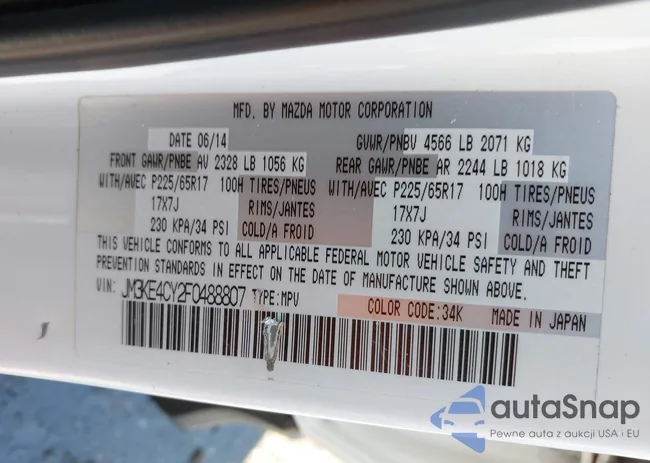 MFD. BY MAZDA MOTOR CORPORATION
DATE 06/14 GVWR/PNBV 4566 LB 2071 KG
FRONT GAWR/PNBE AV 2328 LB 1056 KG REAR GAWR/PNBE AR 2244 LB 1018 KG
WITH/AVEC P225/65R17 100H TIRES/PNEUS WITH/AVEC P225/65R17 100H TIRES/PNEUS
17X7J RIMS/JANTES 17X7J RIMS/JANTES
230 KPA/34 PSI COLD/A FROID 230 KPA/34 PSI COLD/A FROID
THIS VEHICLE CONFORMS TO ALL APPLICABLE FEDERAL MOTOR VEHICLE SAFETY AND THEFT
PREVENTION STANDARDS IN EFFECT ON THE DATE OF MANUFACTURE SHOWN ABOVE.
VIN: JM3KE4CY2F0488807 TYPE:MPV COLOR CODE:34K MADE IN JAPAN
autaSnap
Pewne auta z aukcji USA i EU